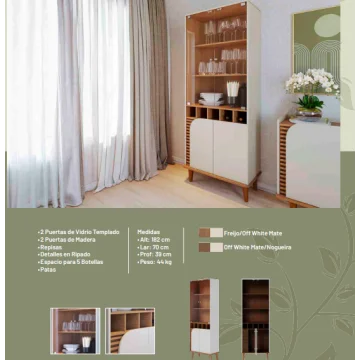 •2 Puertas de Vidrio Templado
•2 Puertas de Madera
•Repisas
•Detalles en Ripado
•Espacio para 5 Botellas
•Patas
Medidas
•Alt: 182 cm
•Lar: 70 cm
•Prof: 39 cm
•Peso: 44 kg
Freijo/Off White Mate
Off White Mate/Nogueira